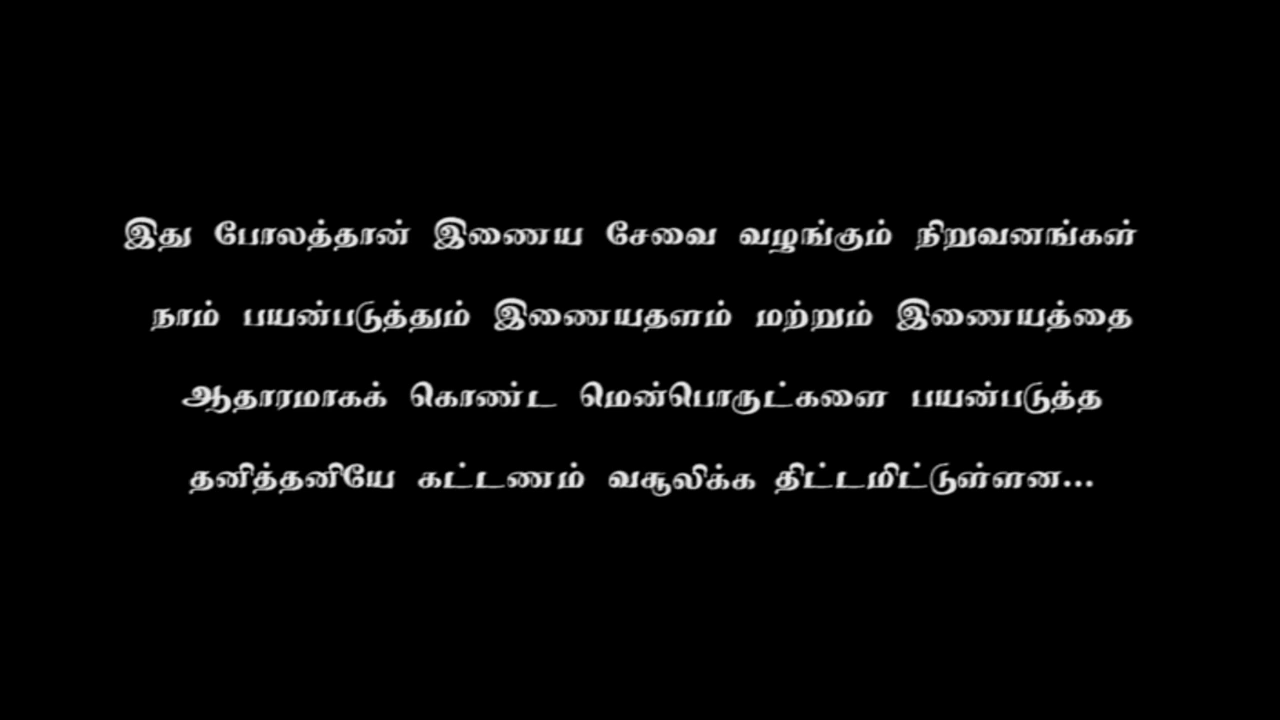 இது போலத்தான் இணைய சேவை வழங்கும் நிறுவனங்கள்
நாம் பயன்படுத்தும் இணையதளம் மற்றும் இணையத்தை
ஆதாரமாகக் கொண்ட மென்பொருட்களை பயன்படுத்த
தனித்தனியே கட்டணம் வசூலிக்க திட்டமிட்டுள்ளன...